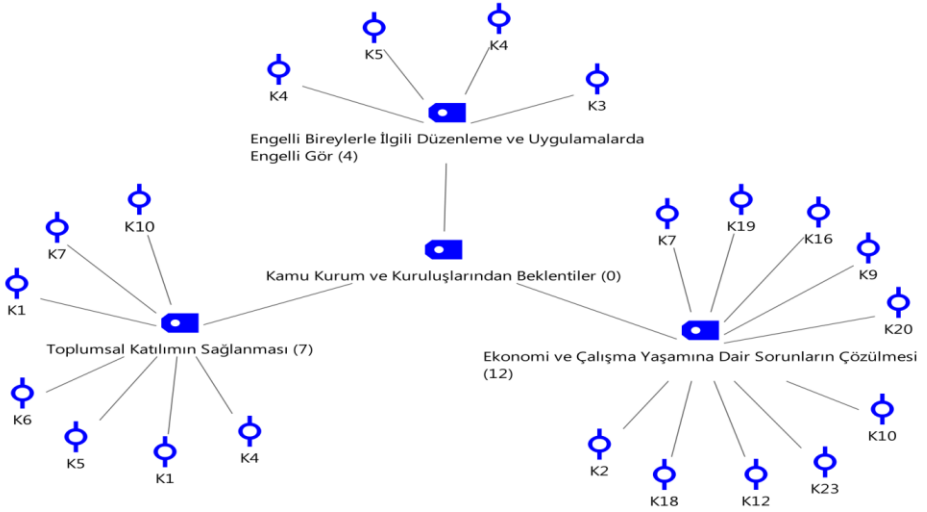 K5
K4
K4
K3
Engelli Bireylerle İlgili Düzenleme ve Uygulamalarda
Engelli Gör (4)
K10
K7
K1
K7
K19
K16
K9
K20
Kamu Kurum ve Kuruluşlarından Beklentiler (0)
Toplumsal Katılımın Sağlanması (7)
Ekonomi ve Çalışma Yaşamına Dair Sorunların Çözülmesi
(12)
K6
K5
K1
K4
K2
K18
K12
K23
K10